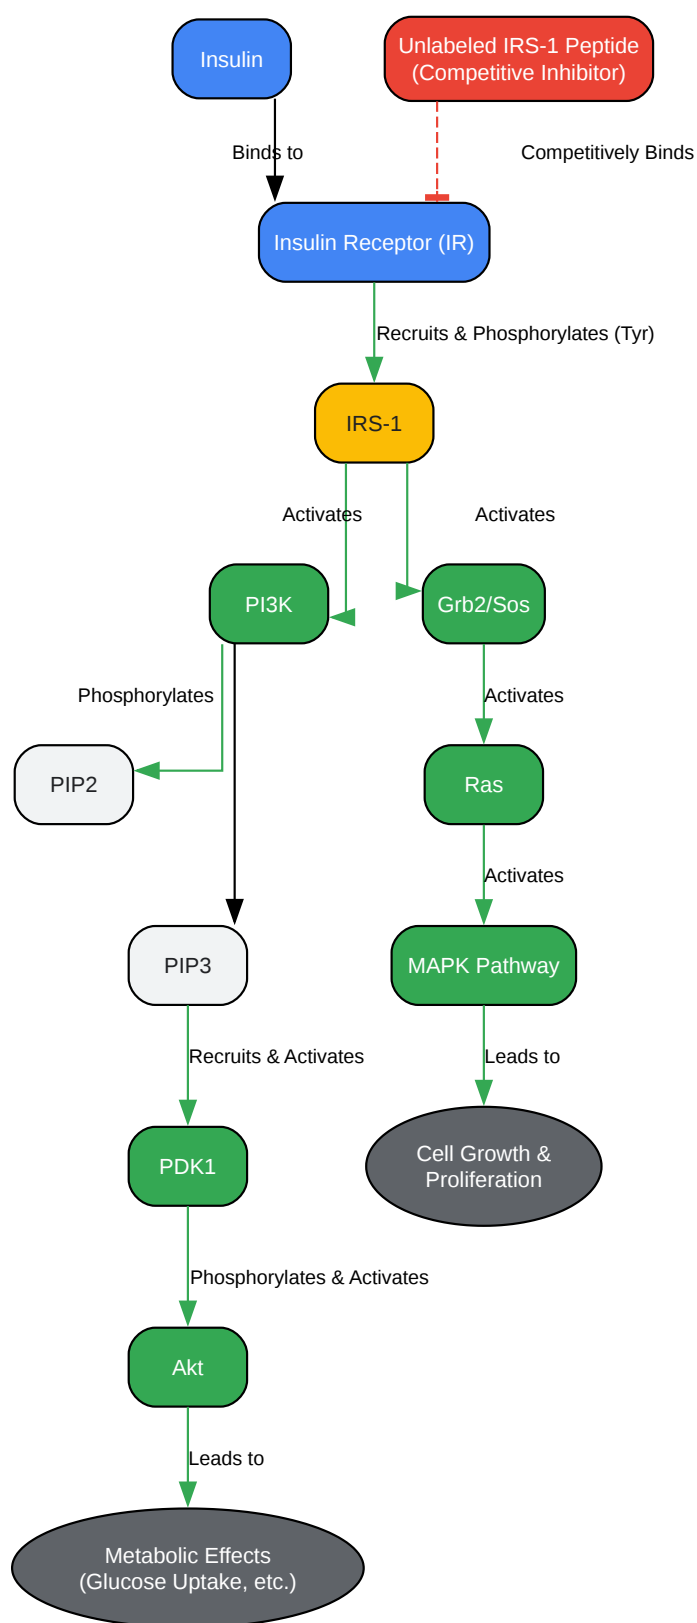 Insulin
Unlabeled IRS-1 Peptide
(Competitive Inhibitor)
Binds to
Competitively Binds
Insulin Receptor (IR)
Recruits & Phosphorylates (Tyr)
IRS-1
Activates
Activates
PI3K
Grb2/Sos
Phosphorylates
Activates
PIP2
Ras
Activates
PIP3
MAPK Pathway
Recruits & Activates
Leads to
PDK1
Cell Growth &
Proliferation
Phosphorylates & Activates
Akt
Leads to
Metabolic Effects
(Glucose Uptake, etc.)